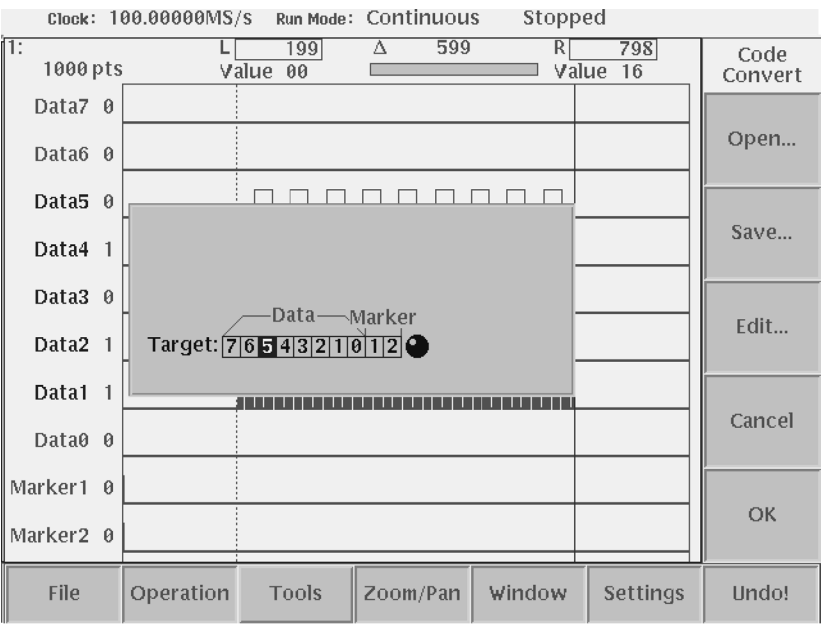 Clock: 100.00000MS/s Run Mode: Continuous Stopped
1: L 199 Δ 599 R 798
1000 pts Value 00 Value 16
Code
Convert
Data7 0
Open...
Data6 0
Data5 0
Save...
Data4 1
Data3 0
Data Marker
Edit...
Target: 7 6 5 4 3 2 1 0 1 2
Data2 1
Data1 1
Cancel
Data0 0
Marker1 0
OK
Marker2 0
File Operation Tools Zoom/Pan Window Settings Undo!